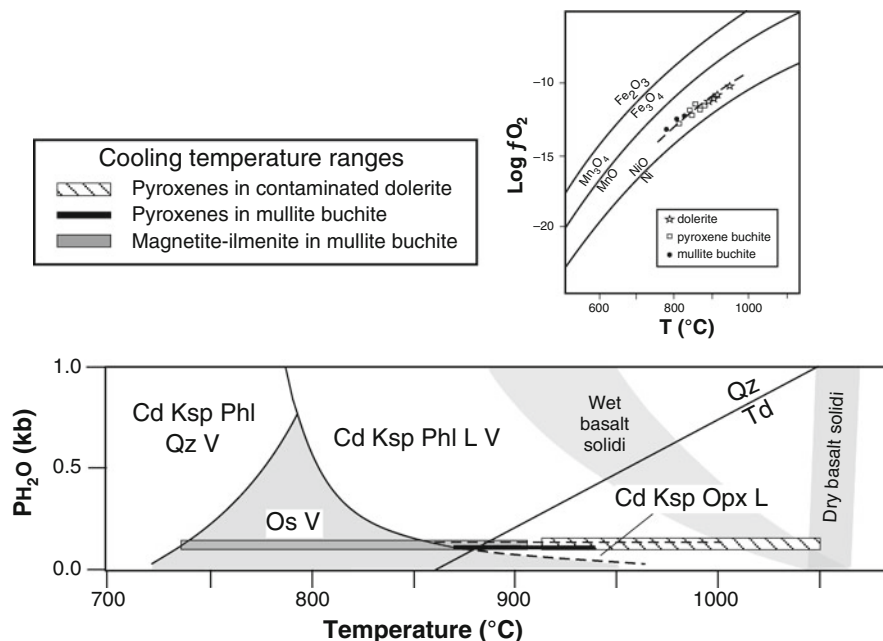 Cooling temperature ranges
Pyroxenes in contaminated dolerite
Pyroxenes in mullite buchite
Magnetite-ilmenite in mullite buchite
Log ƒO₂
−10
−15
−20
Fe₂O₃
Fe₃O₄
Mn₃O₄
MnO
NiO
Ni
dolerite
pyroxene buchite
mullite buchite
600
800
1000
T (°C)
PH₂O (kb)
1.0
0.5
0.0
Cd Ksp Phl
Qz V
Cd Ksp Phl L V
Os V
Wet
basalt
solidi
Qz
Td
Cd Ksp Opx L
Dry basalt solidi
700
800
900
1000
Temperature (°C)